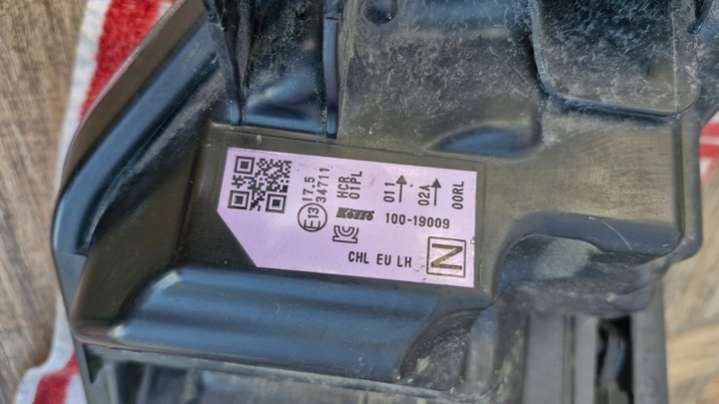 17.5
34711
E13
HCR
01PL
011
02A
00RL
KOITO
100-19009
CHL EU LH
N